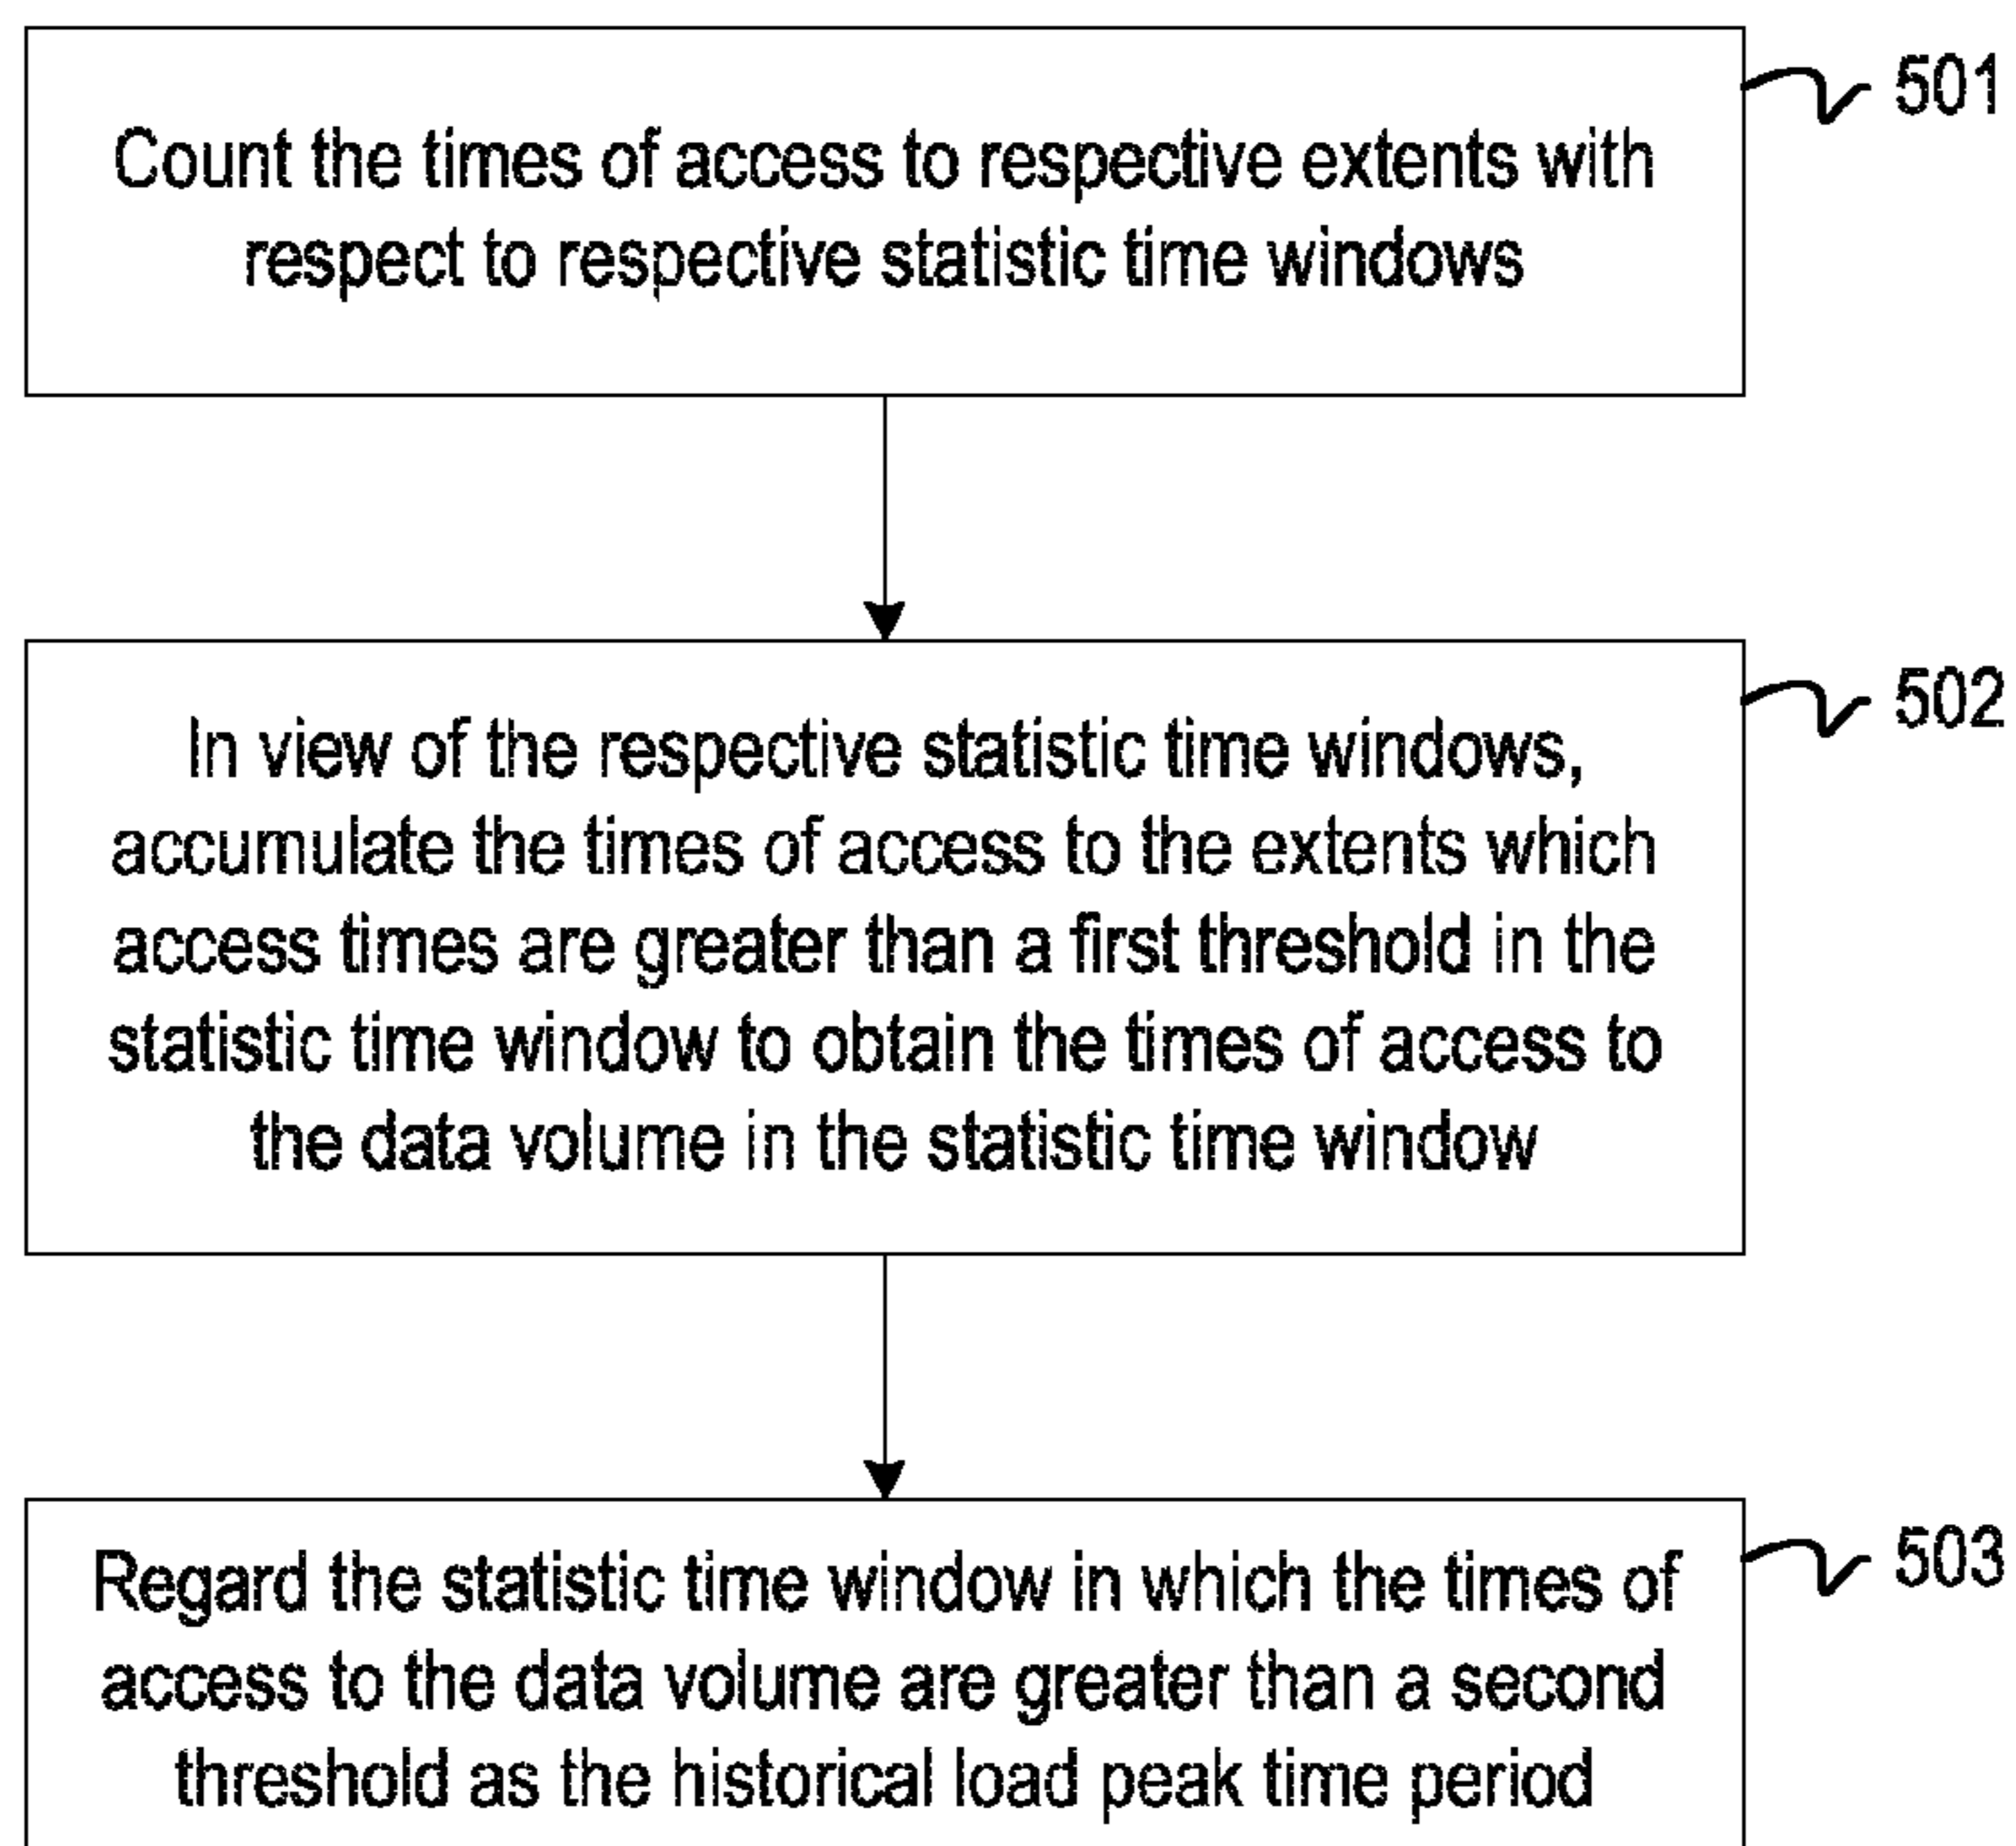 501
Count the times of access to respective extents with
respect to respective statistic time windows
502
In view of the respective statistic time windows,
accumulate the times of access to the extents which
access times are greater than a first threshold in the
statistic time window to obtain the times of access to
the data volume in the statistic time window
503
Regard the statistic time window in which the times of
access to the data volume are greater than a second
threshold as the historical load peak time period